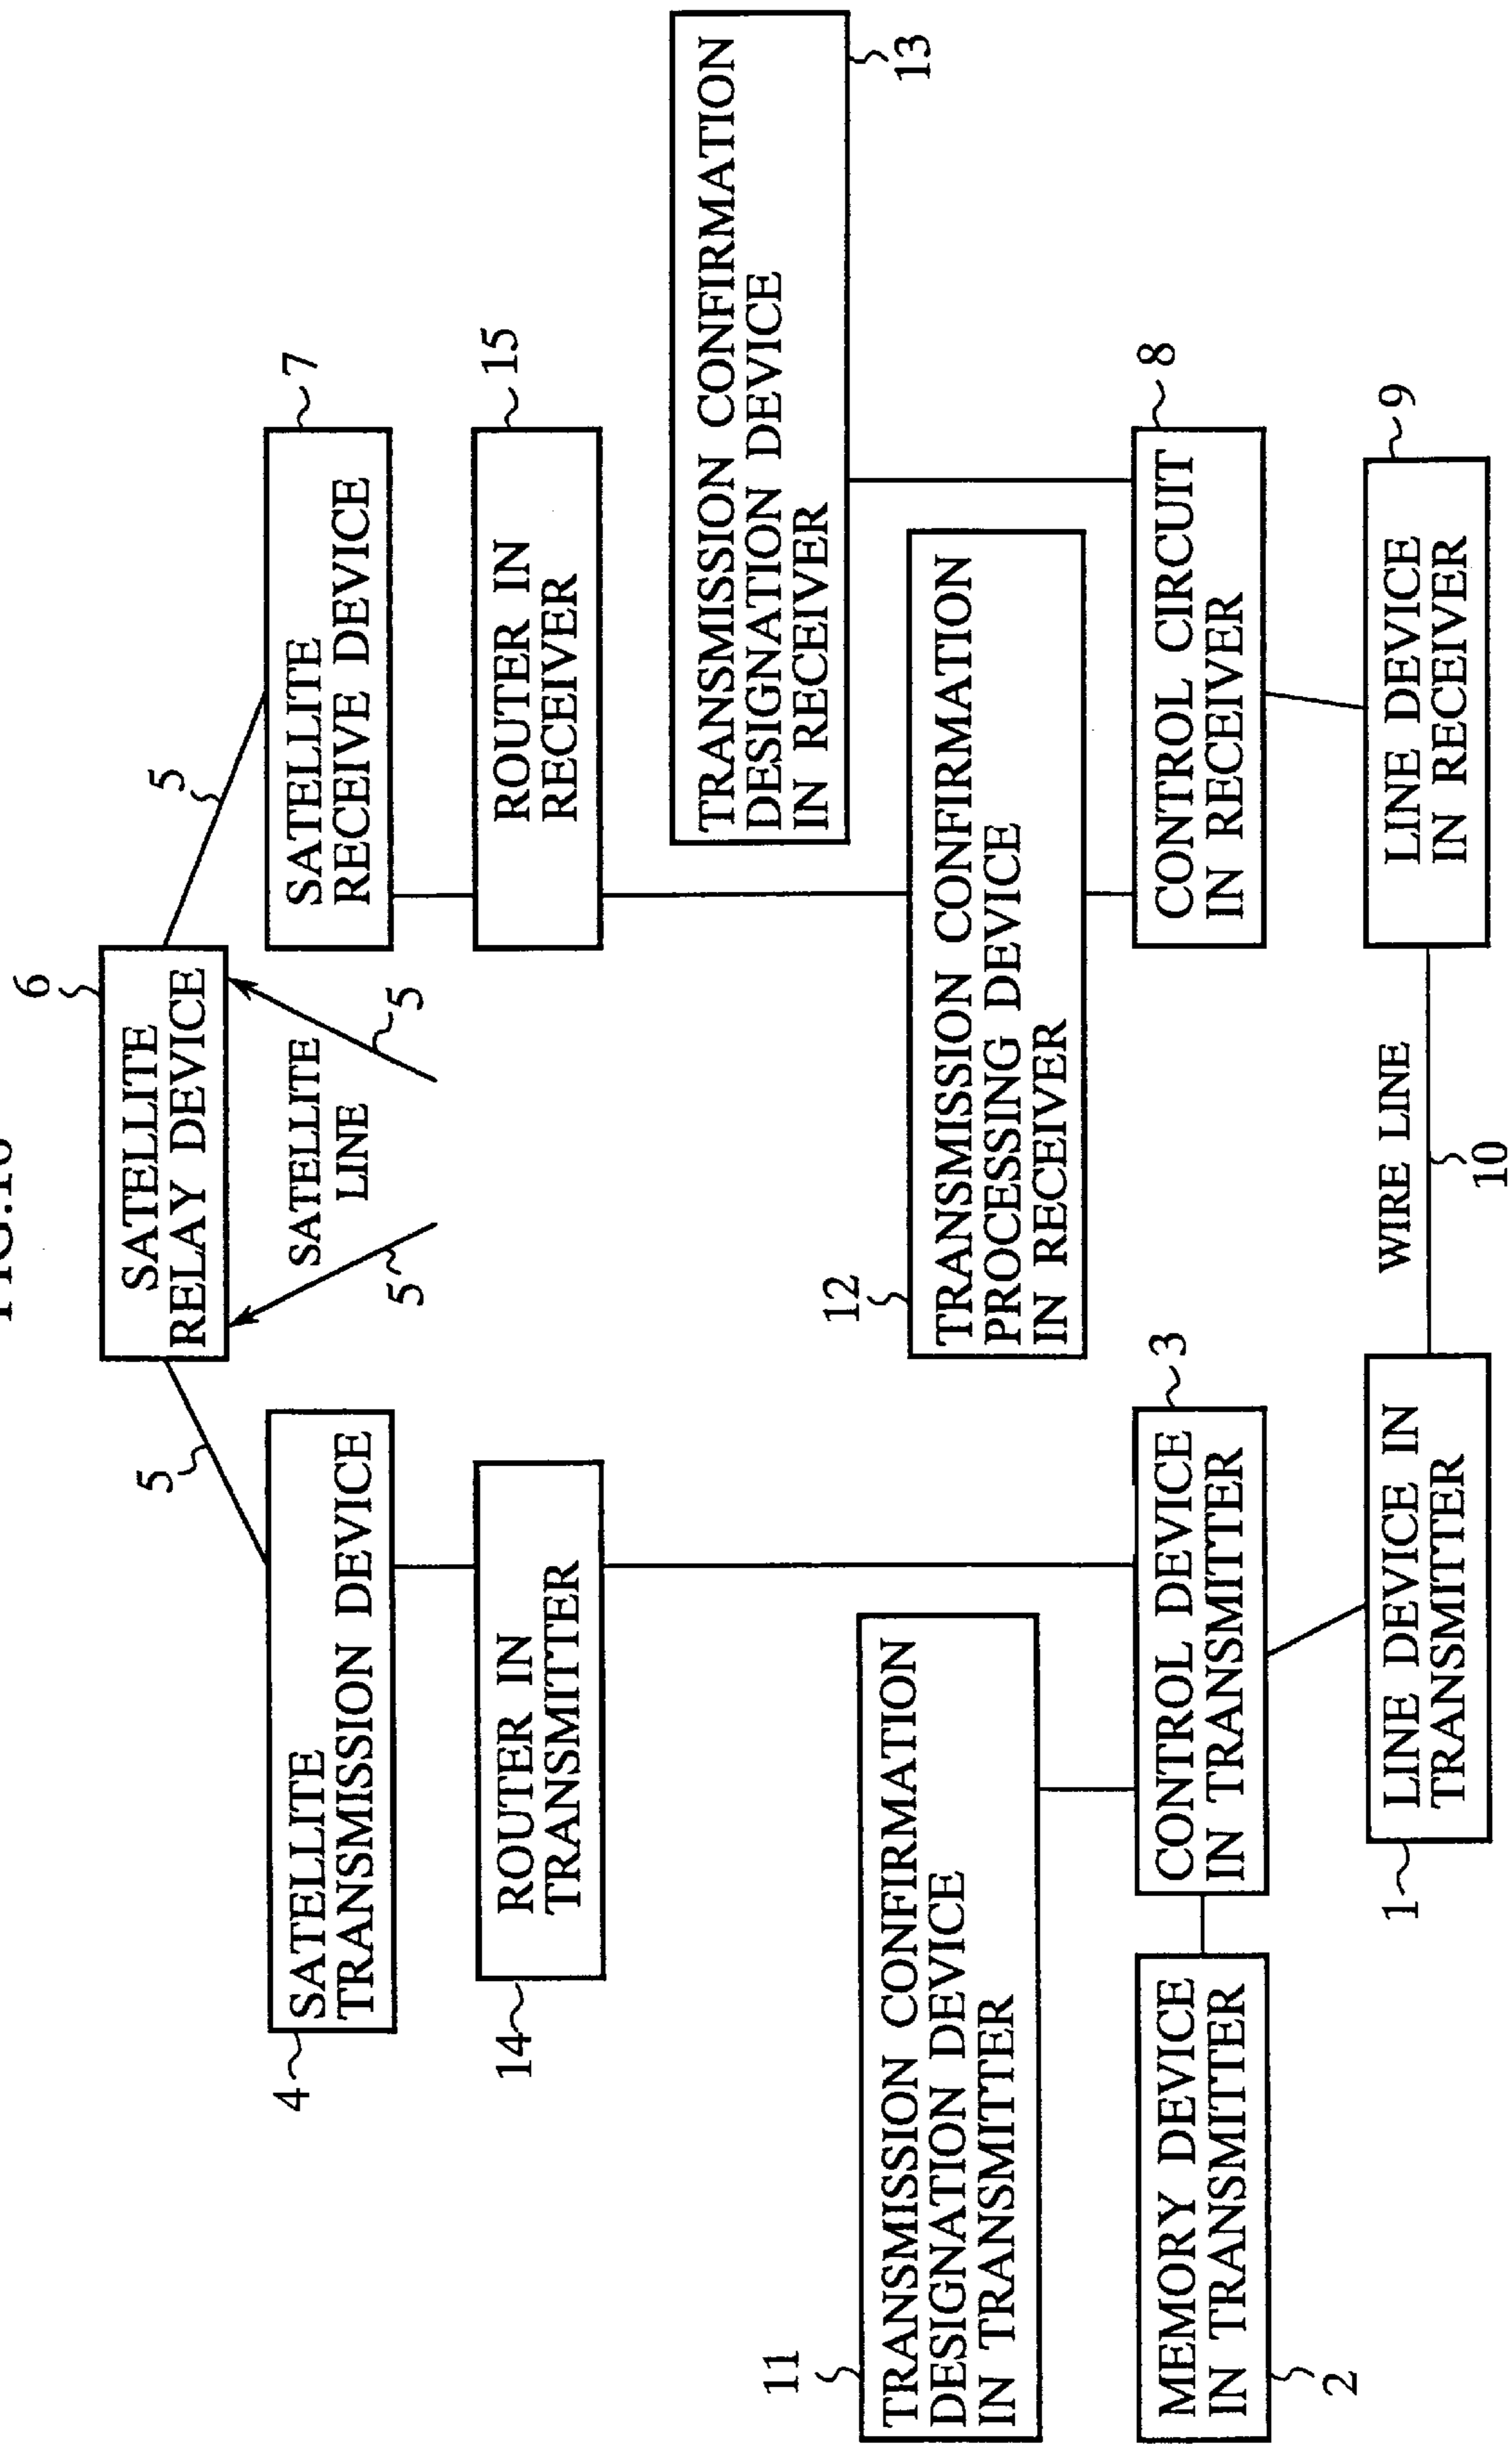 6
SATELLITE
RELAY DEVICE
5
5
SATELLITE
LINE
5
5
4
SATELLITE
TRANSMISSION DEVICE
SATELLITE
RECEIVE DEVICE
7
14
ROUTER IN
TRANSMITTER
ROUTER IN
RECEIVER
15
TRANSMISSION CONFIRMATION
DESIGNATION DEVICE
IN RECEIVER
13
11
TRANSMISSION CONFIRMATION
DESIGNATION DEVICE
IN TRANSMITTER
12
TRANSMISSION CONFIRMATION
PROCESSING DEVICE
IN RECEIVER
MEMORY DEVICE
IN TRANSMITTER
2
CONTROL DEVICE
IN TRANSMITTER
3
CONTROL CIRCUIT
IN RECEIVER
8
1
LINE DEVICE IN
TRANSMITTER
WIRE LINE
10
LINE DEVICE
IN RECEIVER
9